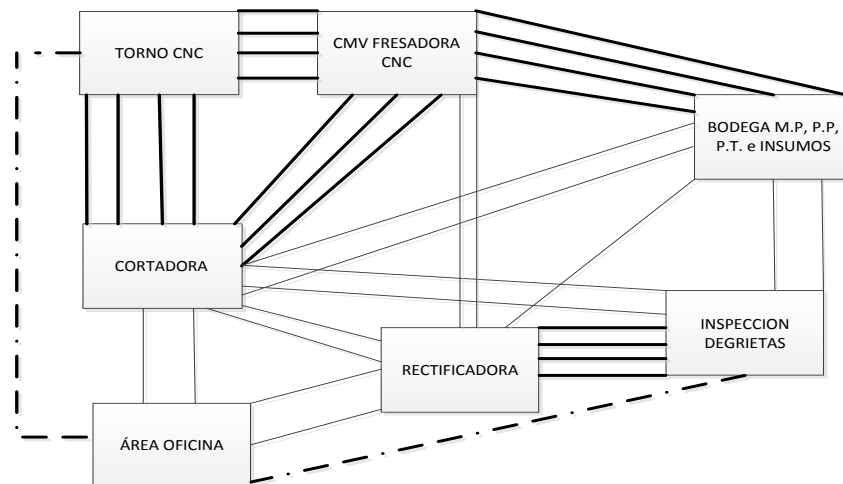 TORNO CNC
CMV FRESADORA
CNC
BODEGA M.P, P.P,
P.T. e INSUMOS
CORTADORA
INSPECCION
DEGRIETAS
RECTIFICADORA
ÁREA OFICINA